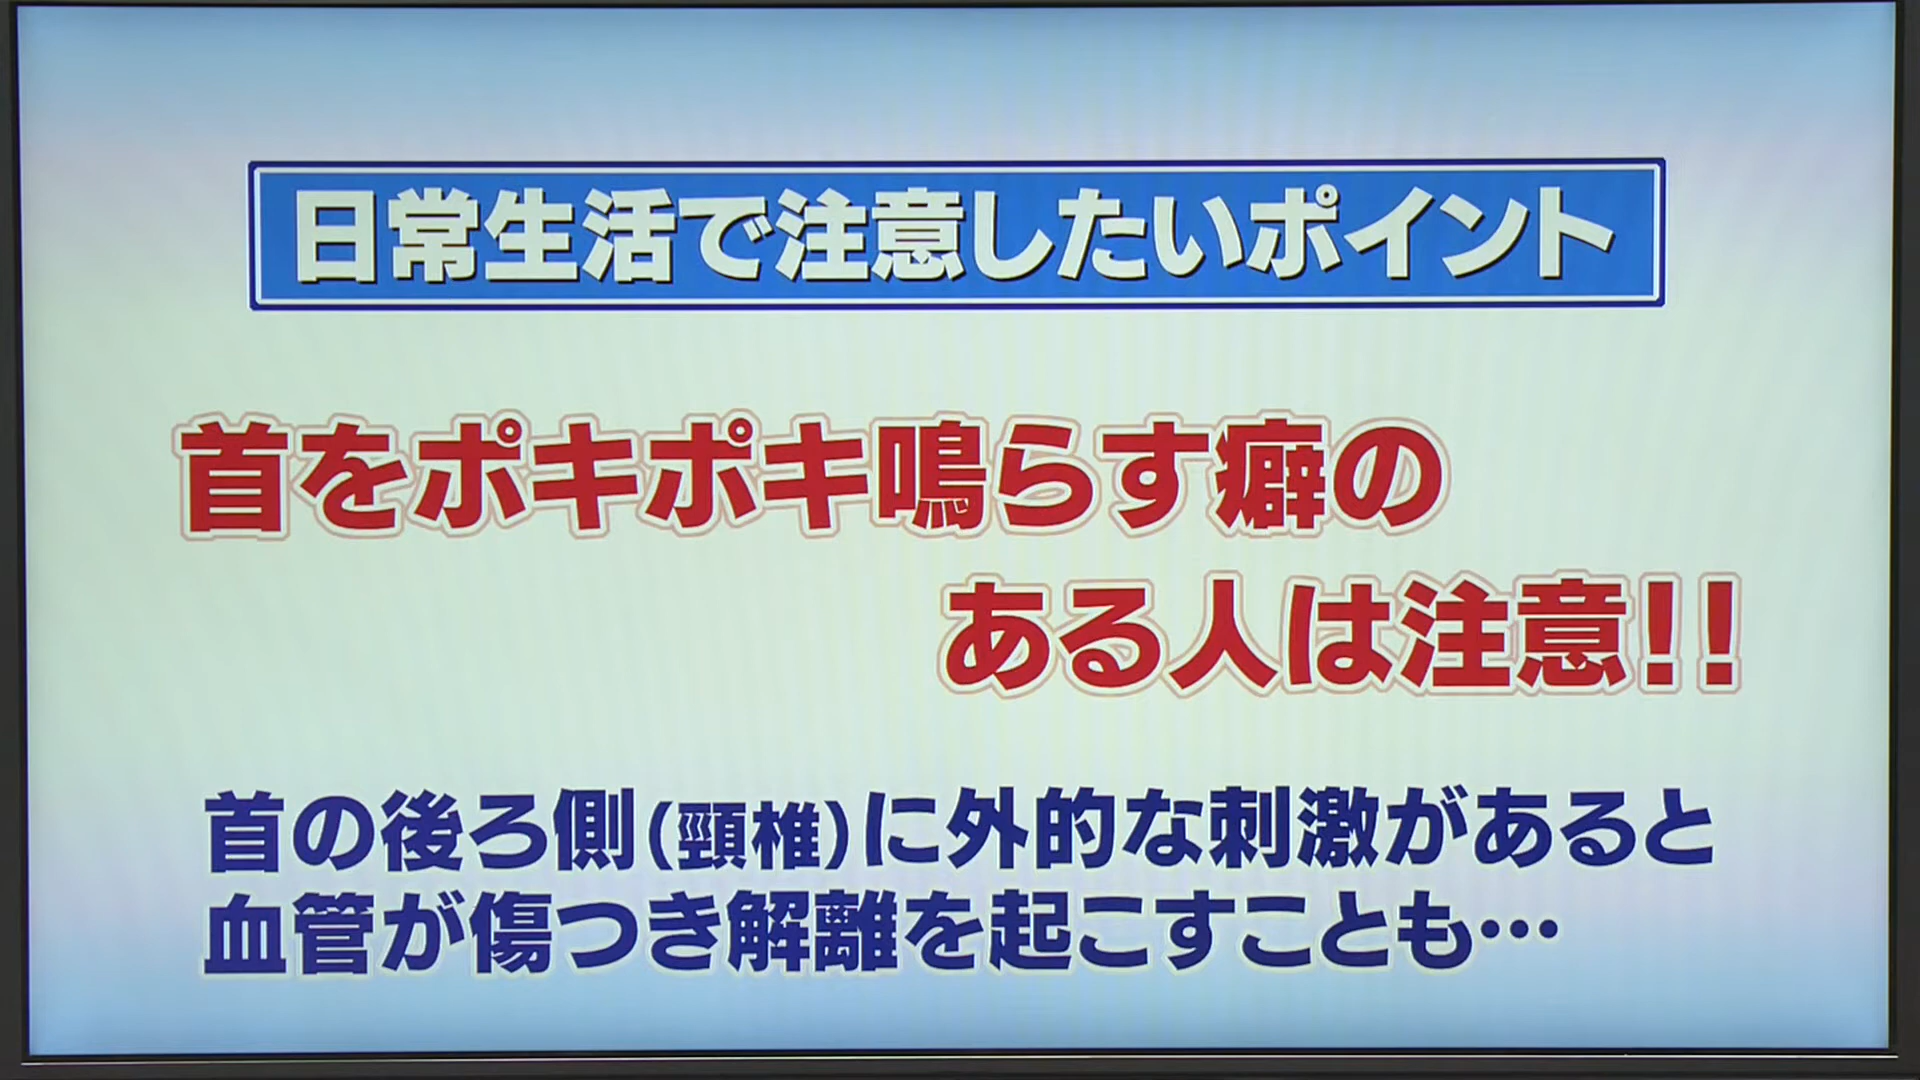 日常生活で注意したいポイント
首をポキポキ鳴らす癖の
ある人は注意!!
首の後ろ側(頸椎)に外的な刺激があると
血管が傷つき解離を起こすことも…